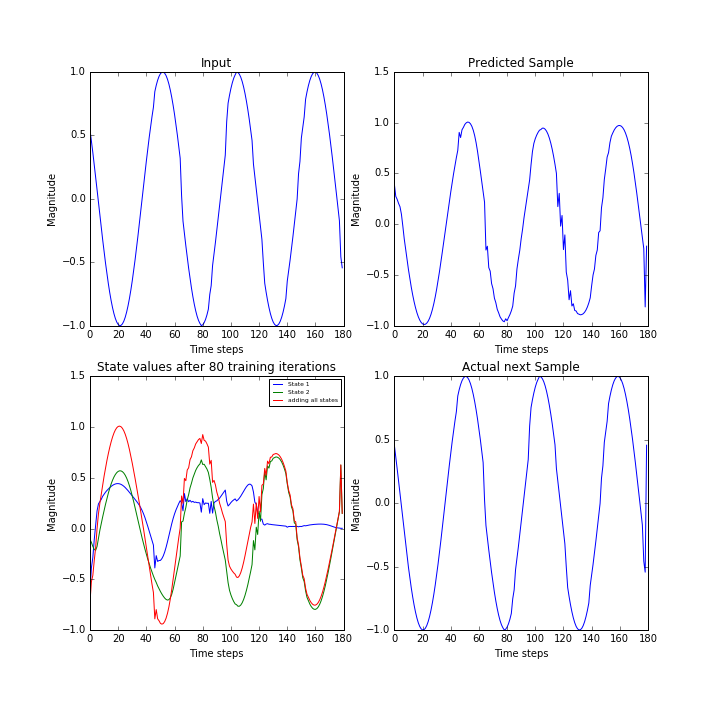 Input
Predicted Sample
1.0
0.5
0.0
−0.5
−1.0
Magnitude
0 20 40 60 80 100 120 140 160 180
Time steps
1.5
1.0
0.5
0.0
−0.5
−1.0
Magnitude
0 20 40 60 80 100 120 140 160 180
Time steps
State values after 80 training iterations
Actual next Sample
1.5
1.0
0.5
0.0
−0.5
−1.0
Magnitude
State 1
State 2
adding all states
0 20 40 60 80 100 120 140 160 180
Time steps
1.0
0.5
0.0
−0.5
−1.0
Magnitude
0 20 40 60 80 100 120 140 160 180
Time steps